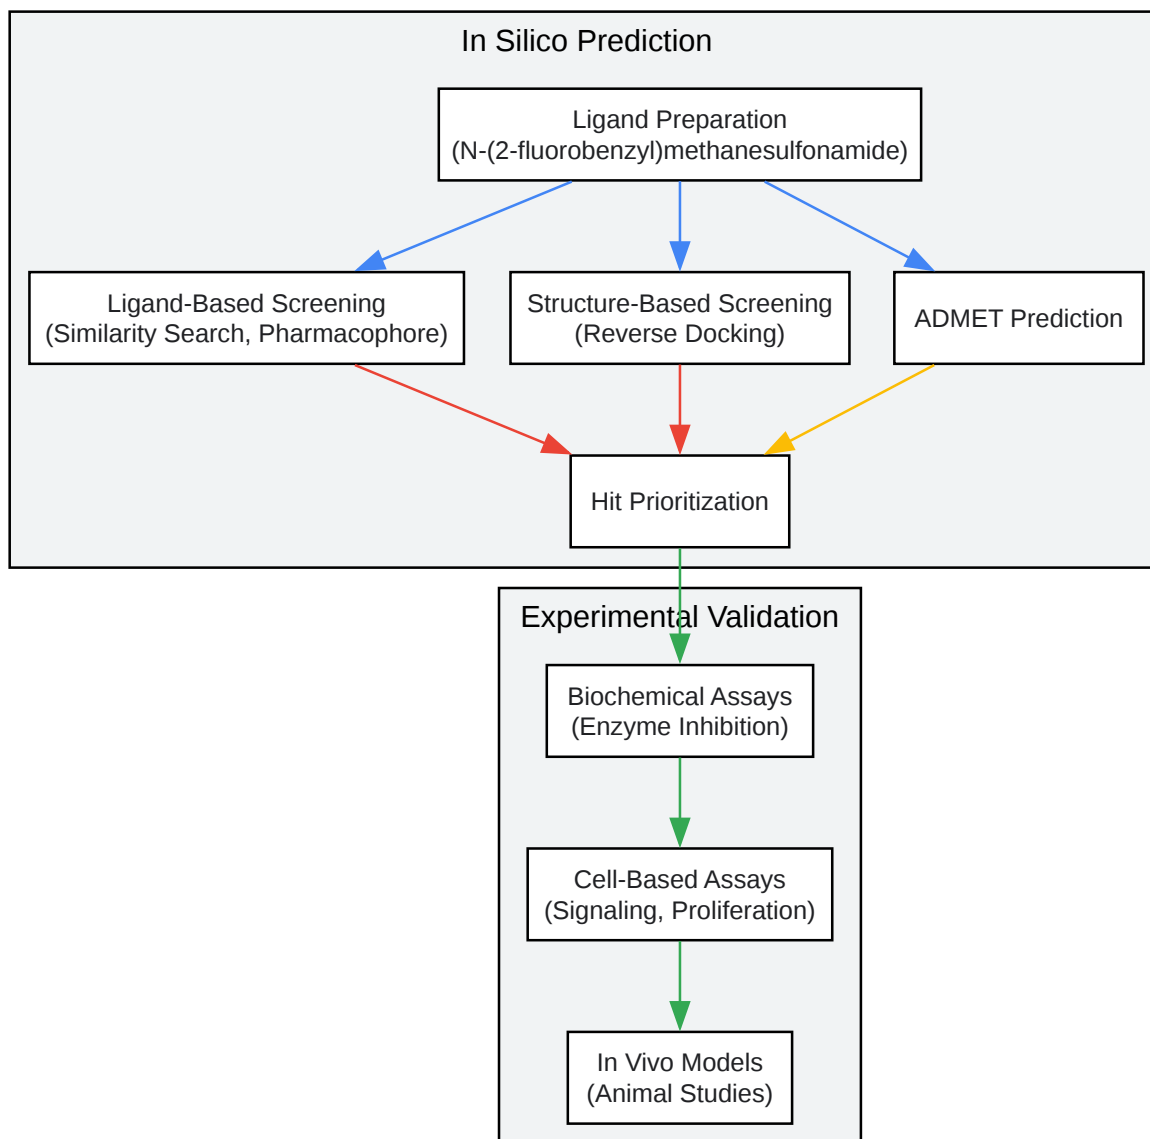 In Silico Prediction
Ligand Preparation
(N-(2-fluorobenzyl)methanesulfonamide)
Ligand-Based Screening
(Similarity Search, Pharmacophore)
Structure-Based Screening
(Reverse Docking)
ADMET Prediction
Hit Prioritization
Experimental Validation
Biochemical Assays
(Enzyme Inhibition)
Cell-Based Assays
(Signaling, Proliferation)
In Vivo Models
(Animal Studies)